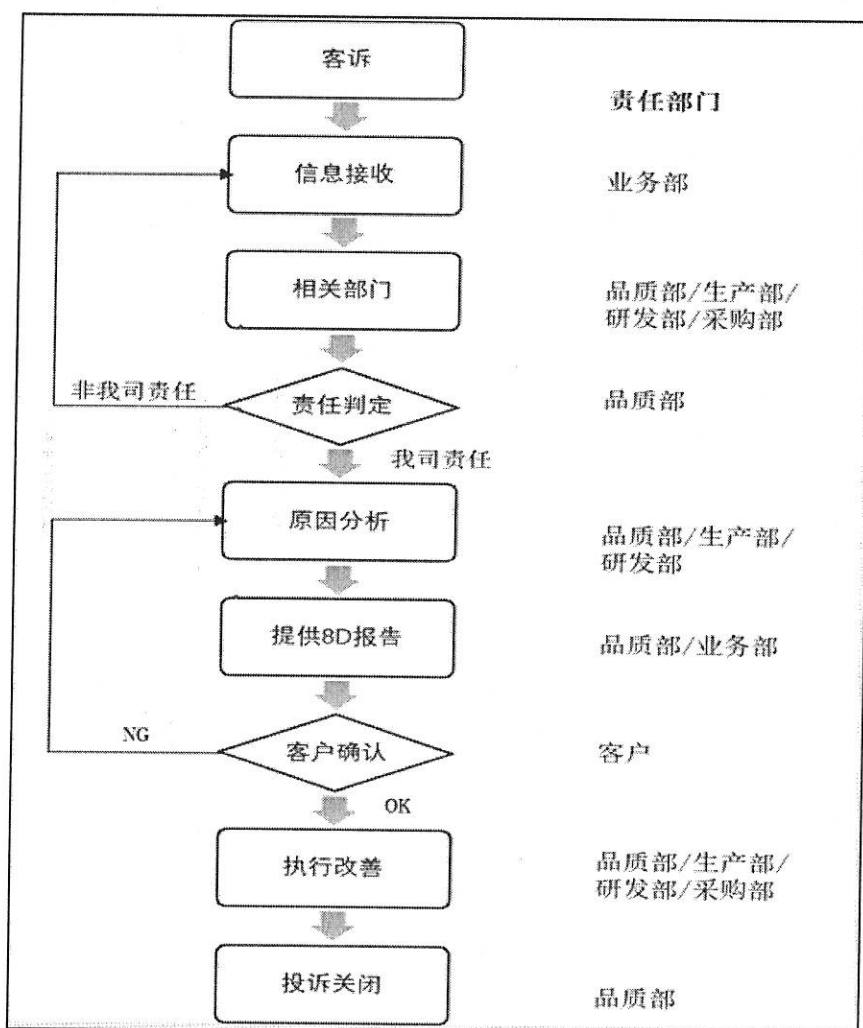 客诉
责任部门
信息接收
业务部
相关部门
品质部/生产部/
研发部/采购部
非我司责任
责任判定
品质部
我司责任
原因分析
品质部/生产部/
研发部
提供8D报告
品质部/业务部
NG
客户确认
客户
OK
执行改善
品质部/生产部/
研发部/采购部
投诉关闭
品质部